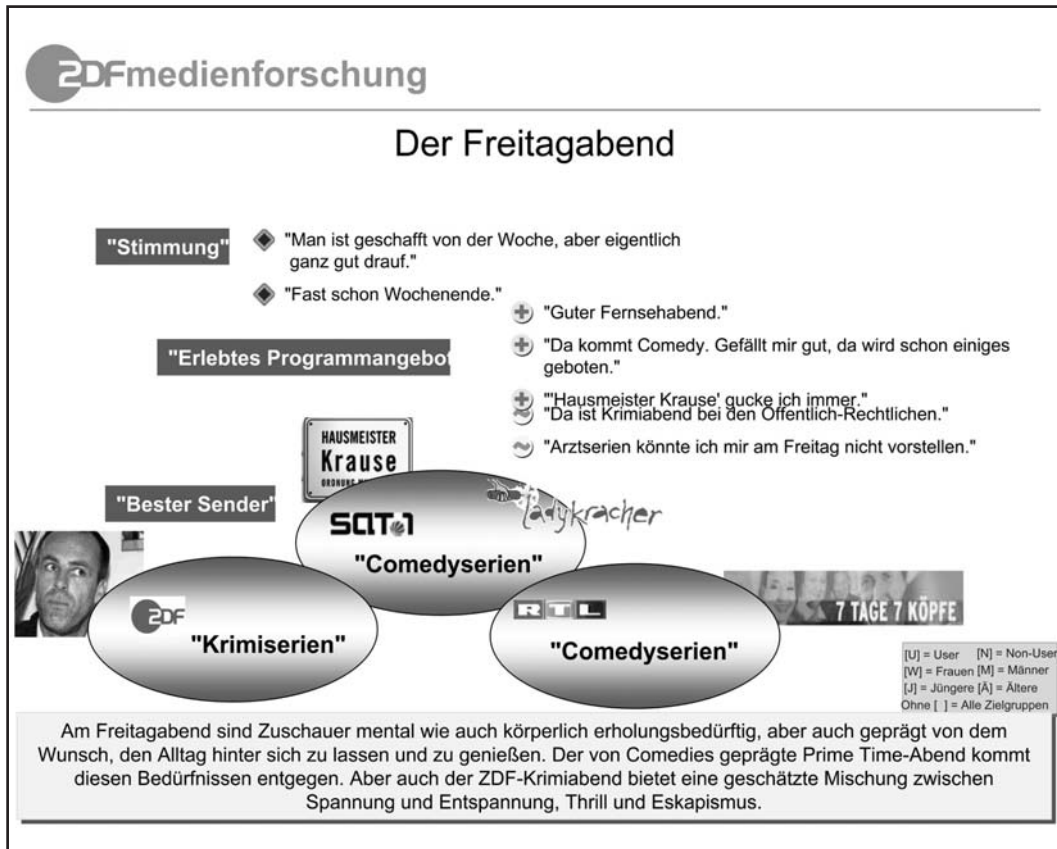 ZDFmedienforschung
Der Freitagabend
"Stimmung"
"Man ist geschafft von der Woche, aber eigentlich
ganz gut drauf."
"Fast schon Wochenende."
"Erlebtes Programmangebot
"Guter Fernsehabend."
"Da kommt Comedy. Gefällt mir gut, da wird schon einiges
geboten."
"'Hausmeister Krause' gucke ich immer."
"Da ist Krimiabend bei den Öffentlich-Rechtlichen."
"Arztserien könnte ich mir am Freitag nicht vorstellen."
"Bester Sender"
HAUSMEISTER
Krause
SAT.1
ladykracher
"Comedyserien"
ZDF
"Krimiserien"
RTL
"Comedyserien"
7 TAGE 7 KÖPFE
[U] = User [N] = Non-User
[W] = Frauen [M] = Männer
[J] = Jüngere [Ä] = Ältere
Ohne [ ] = Alle Zielgruppen
Am Freitagabend sind Zuschauer mental wie auch körperlich erholungsbedürftig, aber auch geprägt von dem
Wunsch, den Alltag hinter sich zu lassen und zu genießen. Der von Comedies geprägte Prime Time-Abend kommt
diesen Bedürfnissen entgegen. Aber auch der ZDF-Krimiabend bietet eine geschätzte Mischung zwischen
Spannung und Entspannung, Thrill und Eskapismus.